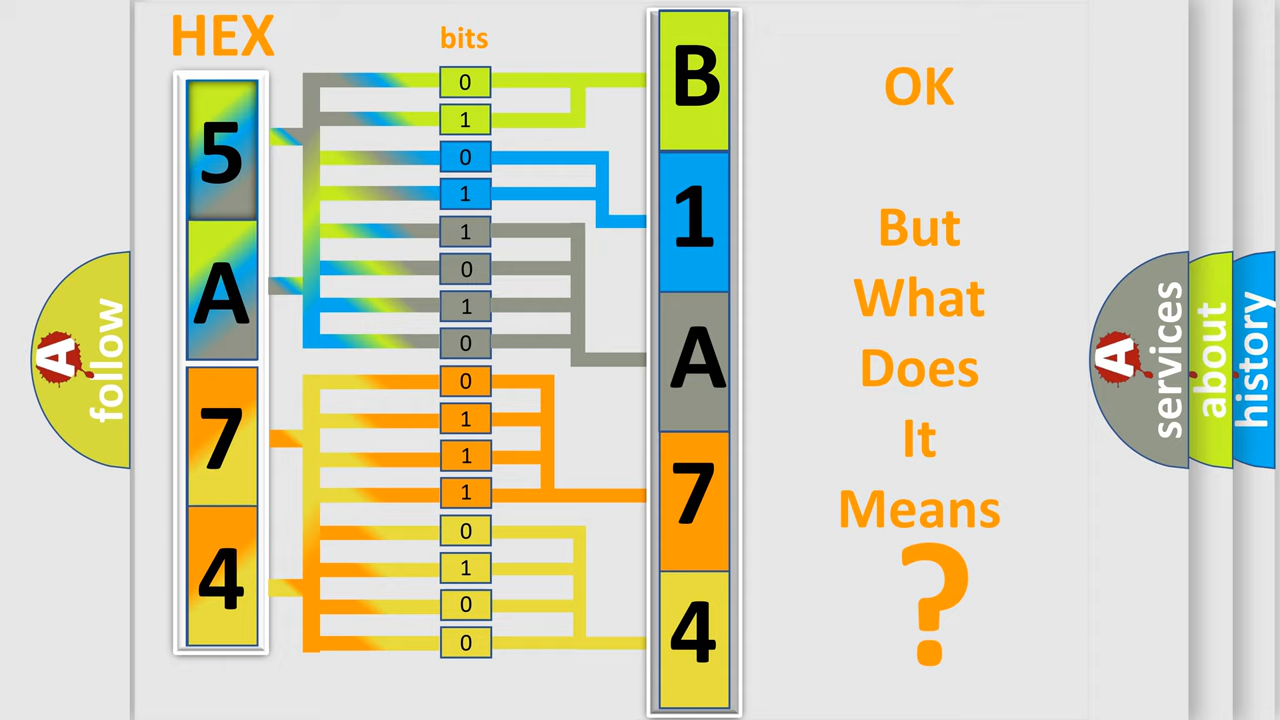 HEX
bits
5
A
7
4
0
1
0
1
1
0
1
0
0
1
1
1
0
1
0
0
B
1
A
7
4
OK
But
What
Does
It
Means
?
A
follow
A
services
about
history